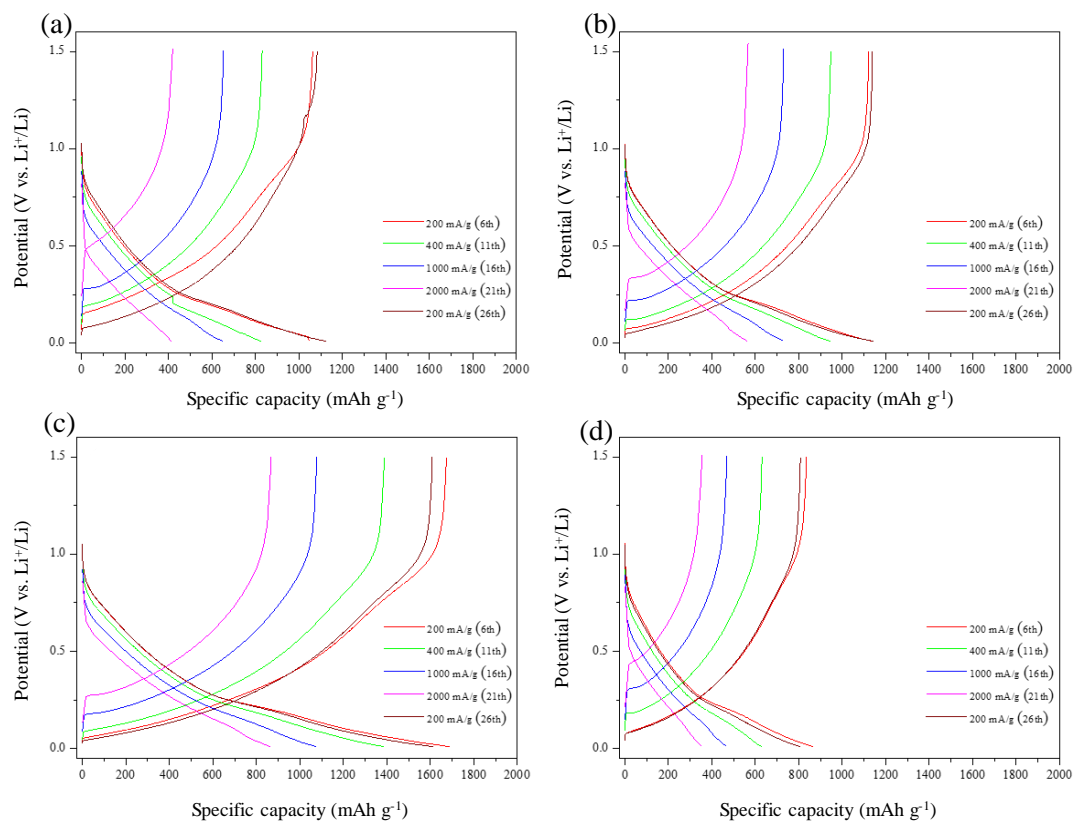 (a)
1.5
1.0
0.5
0.0
Potential (V vs. Li⁺/Li)
200 mA/g (6th)
400 mA/g (11th)
1000 mA/g (16th)
2000 mA/g (21th)
200 mA/g (26th)
0 200 400 600 800 1000 1200 1400 1600 1800 2000
Specific capacity (mAh g⁻¹)
(b)
1.5
1.0
0.5
0.0
Potential (V vs. Li⁺/Li)
200 mA/g (6th)
400 mA/g (11th)
1000 mA/g (16th)
2000 mA/g (21th)
200 mA/g (26th)
0 200 400 600 800 1000 1200 1400 1600 1800 2000
Specific capacity (mAh g⁻¹)
(c)
1.5
1.0
0.5
0.0
Potential (V vs. Li⁺/Li)
200 mA/g (6th)
400 mA/g (11th)
1000 mA/g (16th)
2000 mA/g (21th)
200 mA/g (26th)
0 200 400 600 800 1000 1200 1400 1600 1800 2000
Specific capacity (mAh g⁻¹)
(d)
1.5
1.0
0.5
0.0
Potential (V vs. Li⁺/Li)
200 mA/g (6th)
400 mA/g (11th)
1000 mA/g (16th)
2000 mA/g (21th)
200 mA/g (26th)
0 200 400 600 800 1000 1200 1400 1600 1800 2000
Specific capacity (mAh g⁻¹)